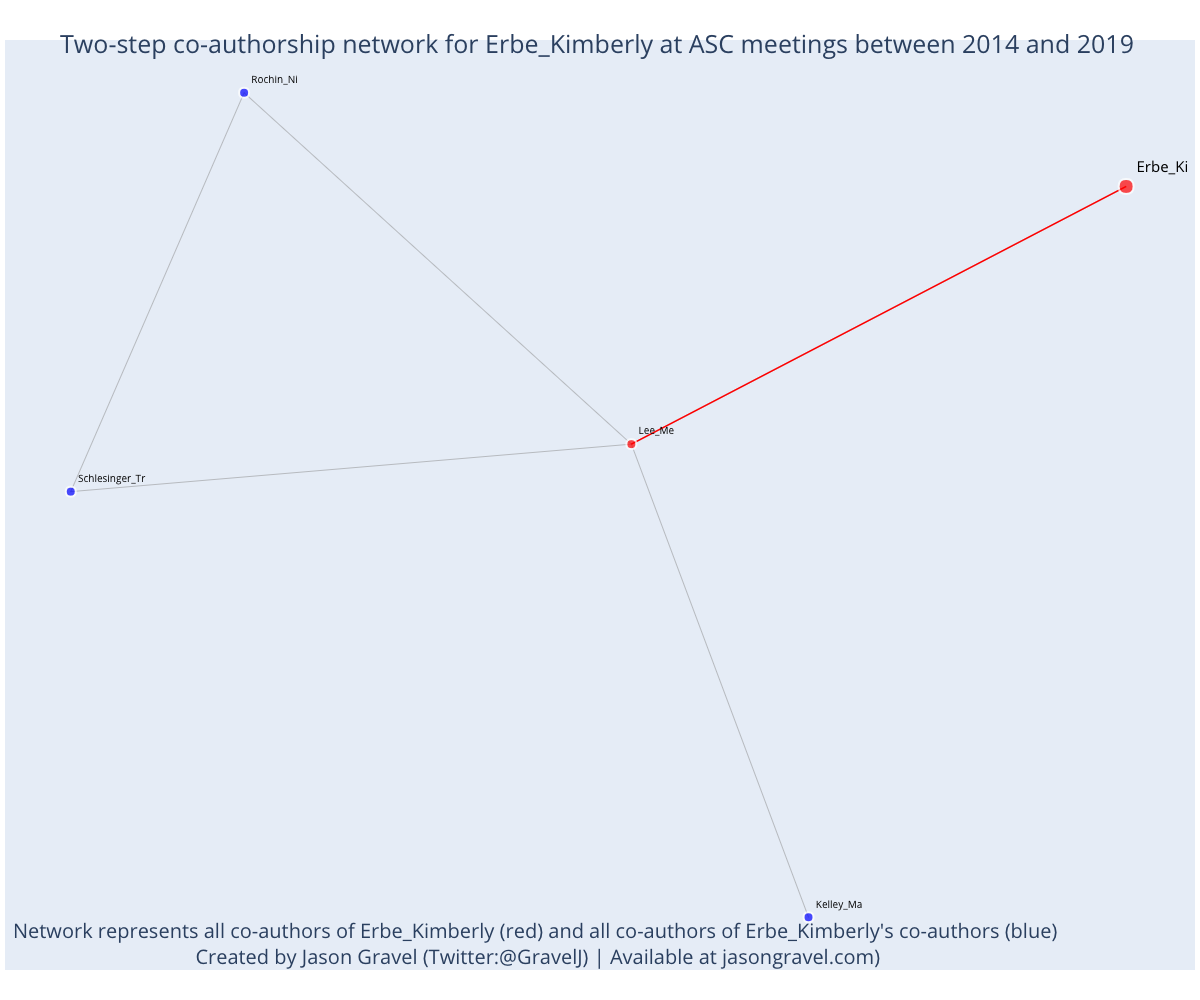 Two-step co-authorship network for Erbe_Kimberly at ASC meetings between 2014 and 2019
Rochin_Ni
Erbe_Ki
Lee_Me
Schlesinger_Tr
Kelley_Ma
Network represents all co-authors of Erbe_Kimberly (red) and all co-authors of Erbe_Kimberly's co-authors (blue)
Created by Jason Gravel (Twitter:@GravelJ) | Available at jasongravel.com)